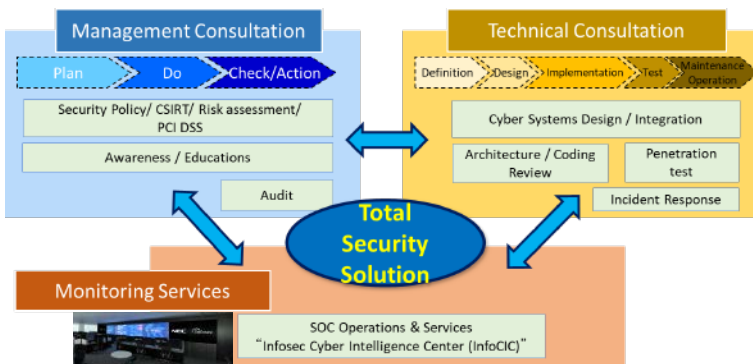 Management Consultation
Plan
Do
Check/Action
Security Policy/ CSIRT/ Risk assessment/
PCI DSS
Awareness / Educations
Audit
Technical Consultation
Definition
Design
Implementation
Test
Maintenance
Operation
Cyber Systems Design / Integration
Architecture / Coding
Review
Penetration
test
Incident Response
Total
Security
Solution
Monitoring Services
NEC
SOC Operations & Services
“Infosec Cyber Intelligence Center (InfoCIC)”